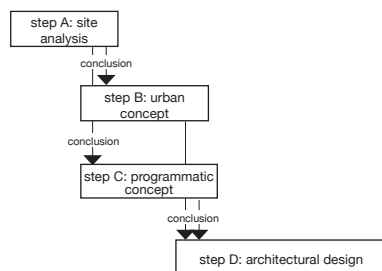 step A: site
analysis
conclusion
step B: urban
concept
conclusion
step C: programmatic
concept
conclusion
step D: architectural design